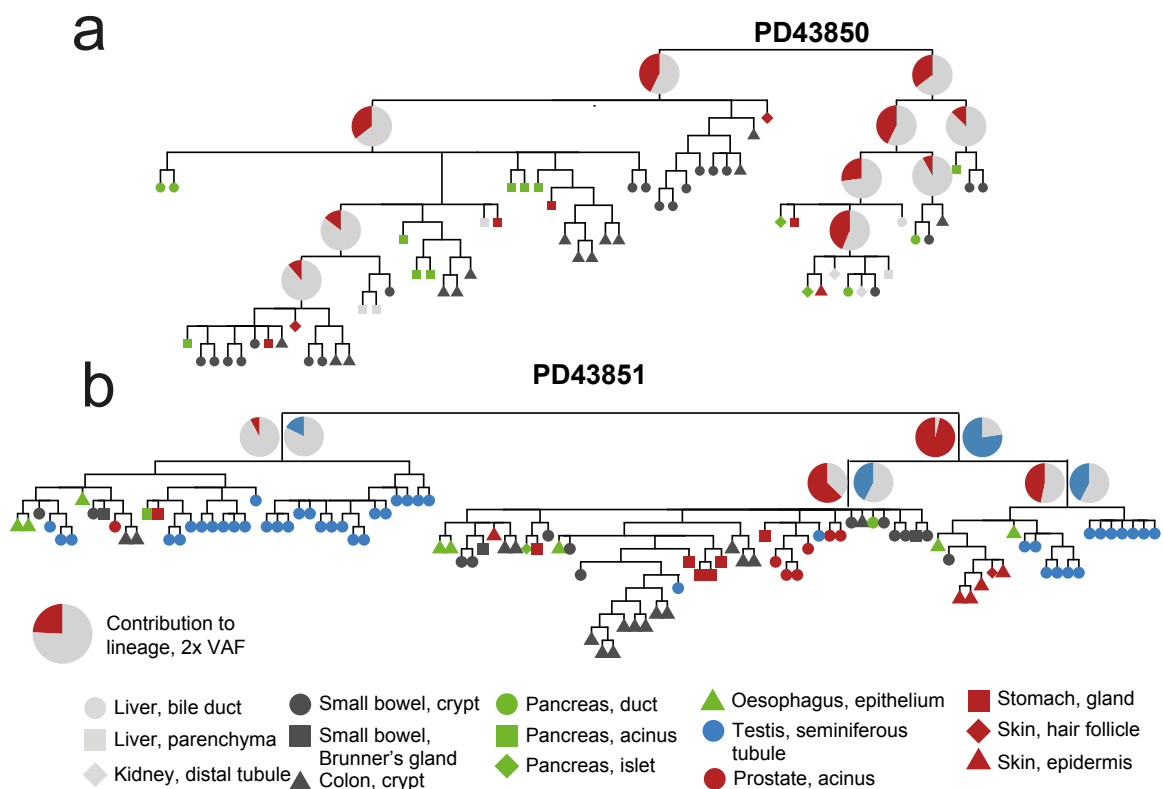 a
PD43850
b
PD43851
Contribution to
lineage, 2x VAF
Liver, bile duct
Liver, parenchyma
Kidney, distal tubule
Small bowel, crypt
Small bowel,
Brunner's gland
Colon, crypt
Pancreas, duct
Pancreas, acinus
Pancreas, islet
Oesophagus, epithelium
Testis, seminiferous
tubule
Prostate, acinus
Stomach, gland
Skin, hair follicle
Skin, epidermis